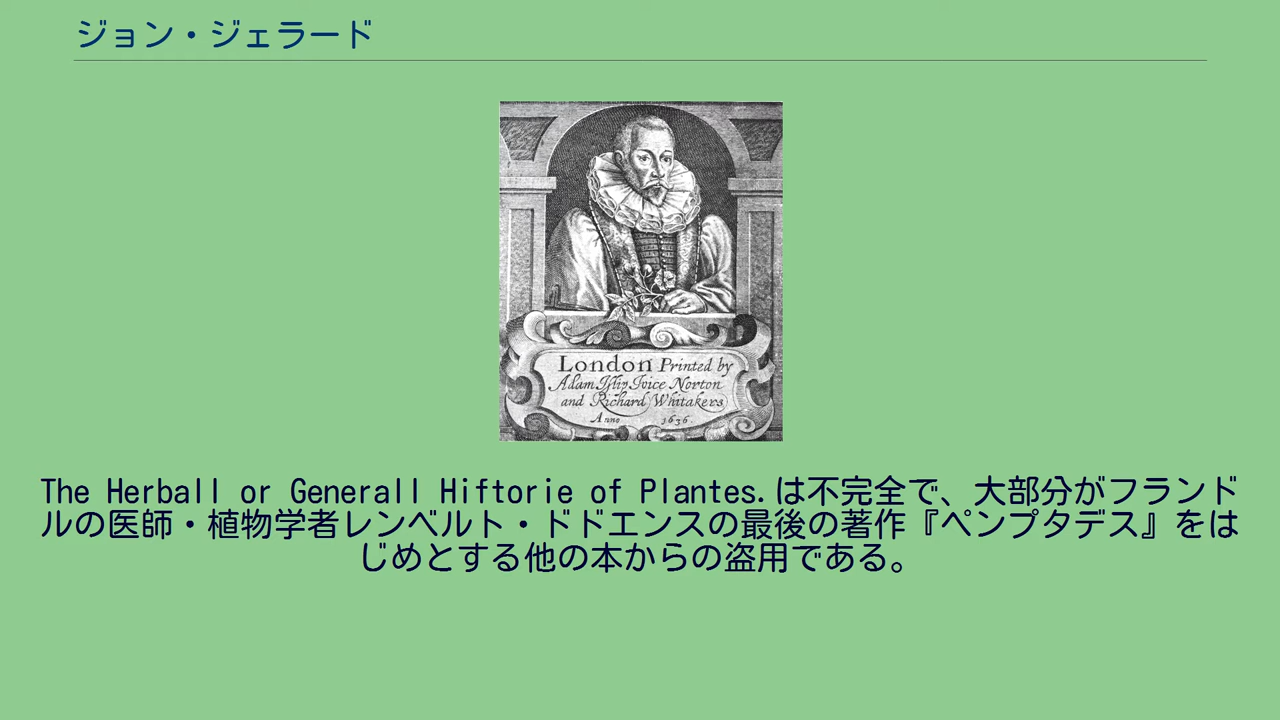 ジョン・ジェラード
London Printed by
Adam Islip Joice Norton
and Richard Whitakers
Anno 1636.
The Herball or Generall Hiftorie of Plantes.は不完全で、大部分がフランド
ルの医師・植物学者レンベルト・ドドエンスの最後の著作『ペンプタデス』をは
じめとする他の本からの盗用である。